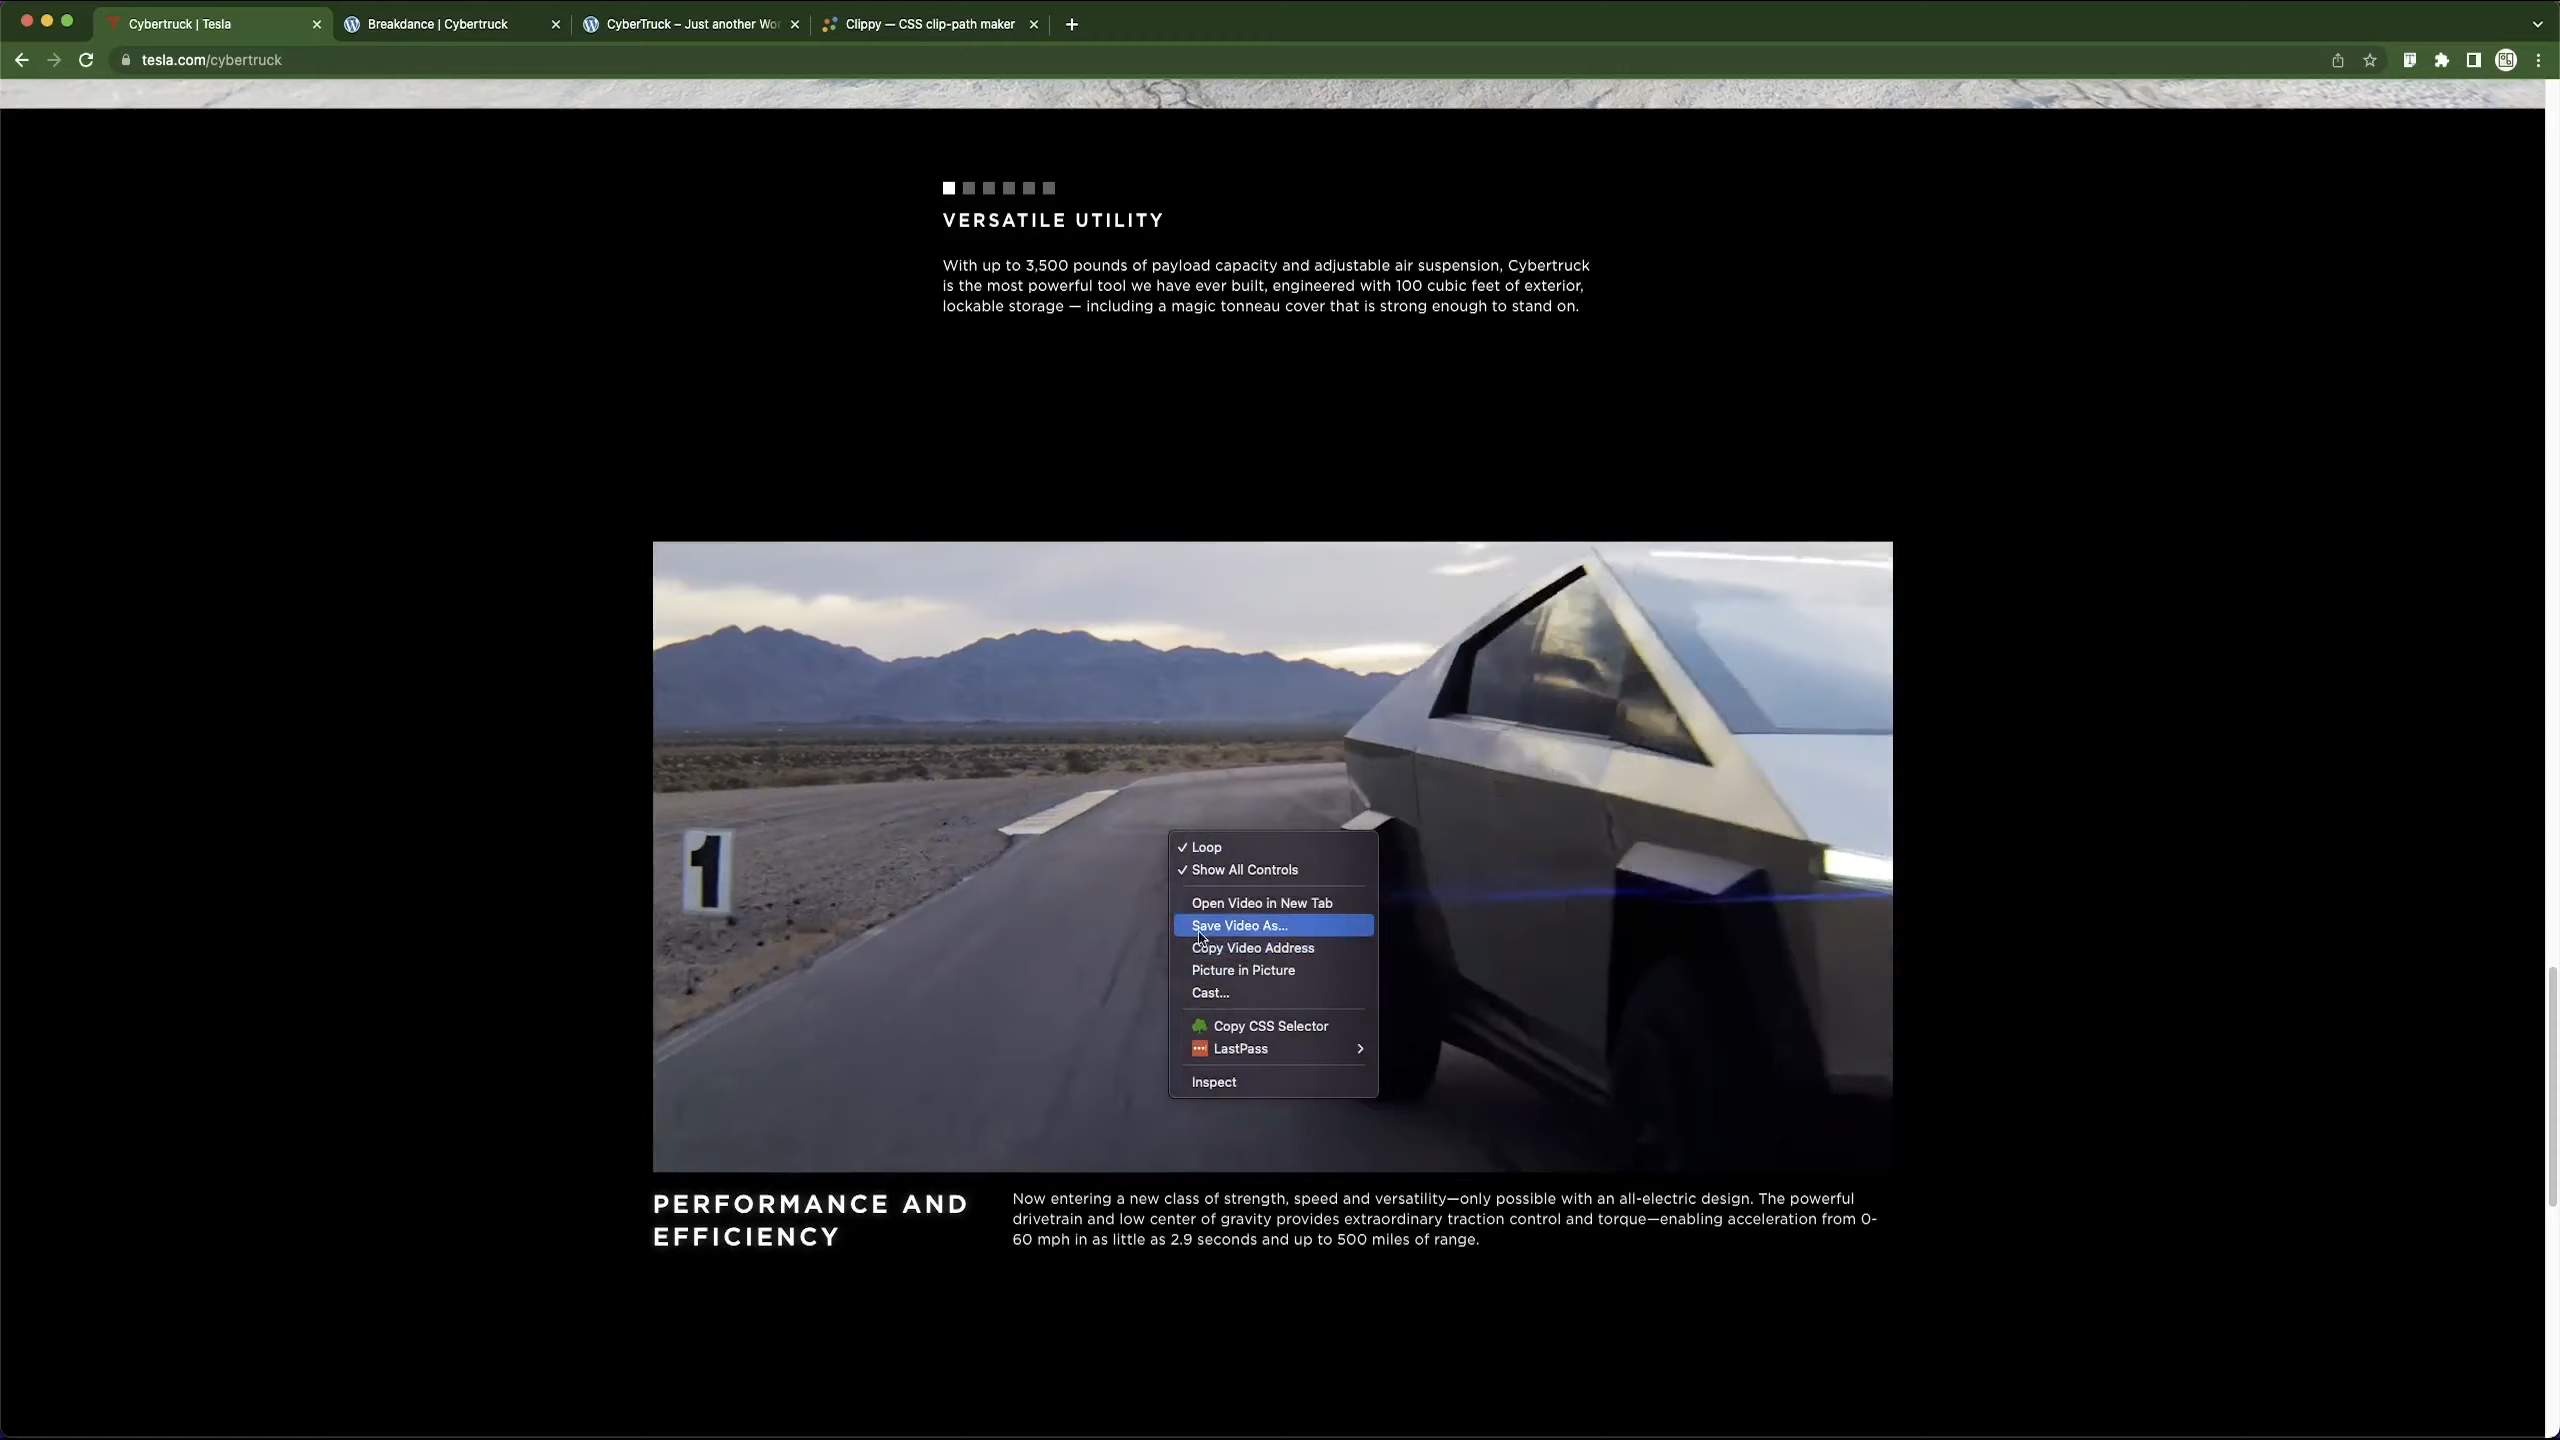 Cybertruck | Tesla
Breakdance | Cybertruck
CyberTruck – Just another Wor
Clippy — CSS clip-path maker
tesla.com/cybertruck
VERSATILE UTILITY
With up to 3,500 pounds of payload capacity and adjustable air suspension, Cybertruck
is the most powerful tool we have ever built, engineered with 100 cubic feet of exterior,
lockable storage — including a magic tonneau cover that is strong enough to stand on.
1
✓ Loop
✓ Show All Controls
Open Video in New Tab
Save Video As...
Copy Video Address
Picture in Picture
Cast...
Copy CSS Selector
LastPass
Inspect
PERFORMANCE AND
EFFICIENCY
Now entering a new class of strength, speed and versatility—only possible with an all-electric design. The powerful
drivetrain and low center of gravity provides extraordinary traction control and torque—enabling acceleration from 0-
60 mph in as little as 2.9 seconds and up to 500 miles of range.